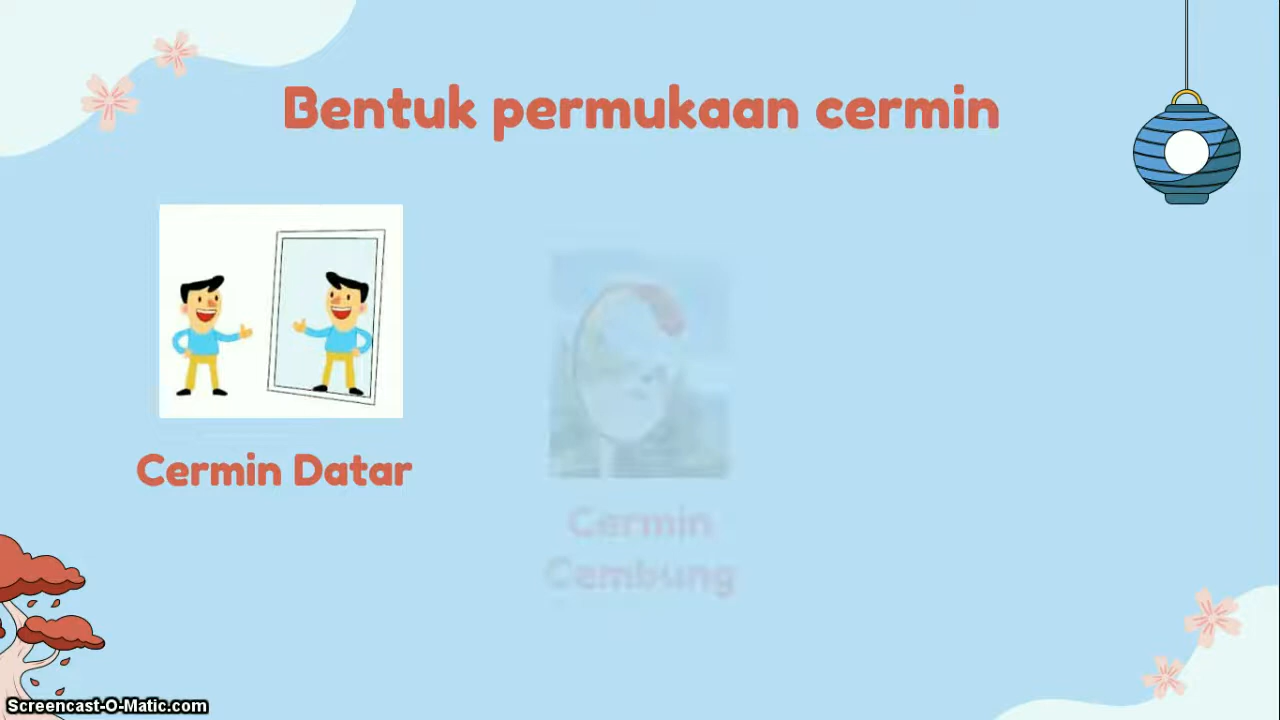 Bentuk permukaan cermin
Cermin Datar
Cermin
Cembung
Screencast-O-Matic.com